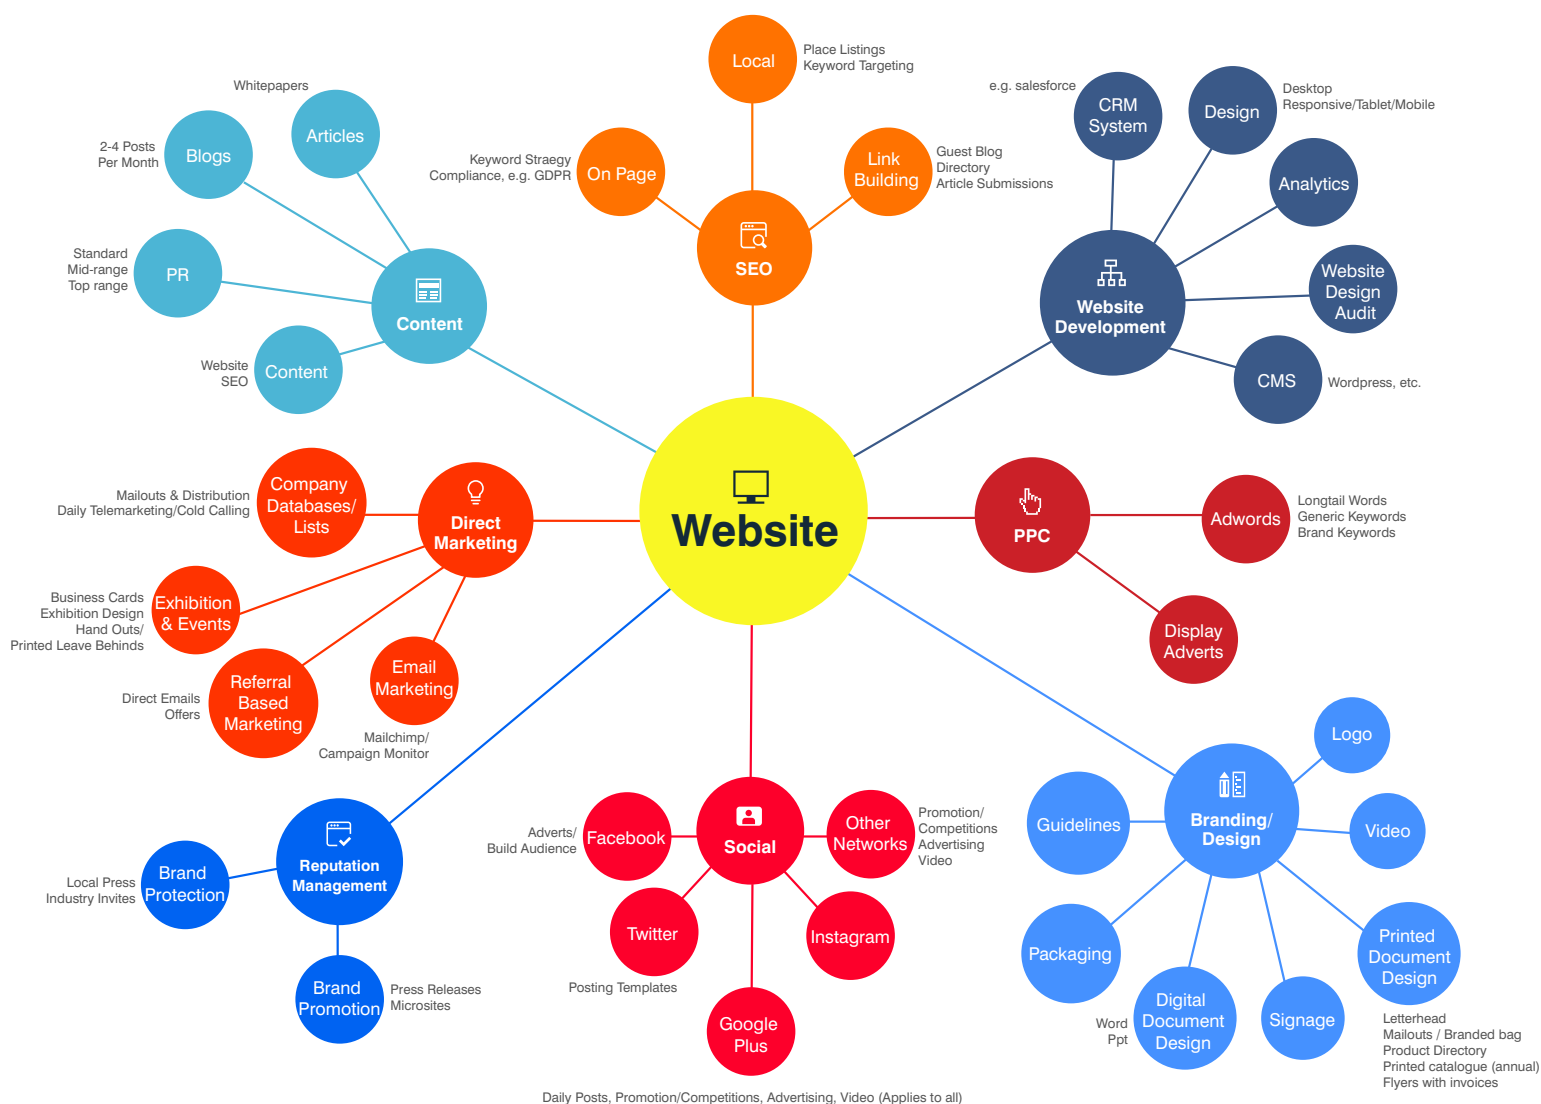 Local
Place Listings
Keyword Targeting
On Page
Keyword Straegy
Compliance, e.g. GDPR
Link
Building
Guest Blog
Directory
Article Submissions
SEO
Whitepapers
Articles
2-4 Posts
Per Month
Blogs
Standard
Mid-range
Top range
PR
Website
SEO
Content
Content
e.g. salesforce
CRM
System
Design
Desktop
Responsive/Tablet/Mobile
Analytics
Website
Design
Audit
CMS
Wordpress, etc.
Website
Development
Website
Mailouts & Distribution
Daily Telemarketing/Cold Calling
Company
Databases/
Lists
Direct
Marketing
Business Cards
Exhibition Design
Hand Outs/
Printed Leave Behinds
Exhibition
& Events
Direct Emails
Offers
Referral
Based
Marketing
Email
Marketing
Mailchimp/
Campaign Monitor
PPC
Adwords
Longtail Words
Generic Keywords
Brand Keywords
Display
Adverts
Reputation
Management
Local Press
Industry Invites
Brand
Protection
Brand
Promotion
Press Releases
Microsites
Social
Adverts/
Build Audience
Facebook
Other
Networks
Promotion/
Competitions
Advertising
Video
Twitter
Posting Templates
Instagram
Google
Plus
Daily Posts, Promotion/Competitions, Advertising, Video (Applies to all)
Branding/
Design
Logo
Video
Guidelines
Packaging
Word
Ppt
Digital
Document
Design
Signage
Printed
Document
Design
Letterhead
Mailouts / Branded bag
Product Directory
Printed catalogue (annual)
Flyers with invoices